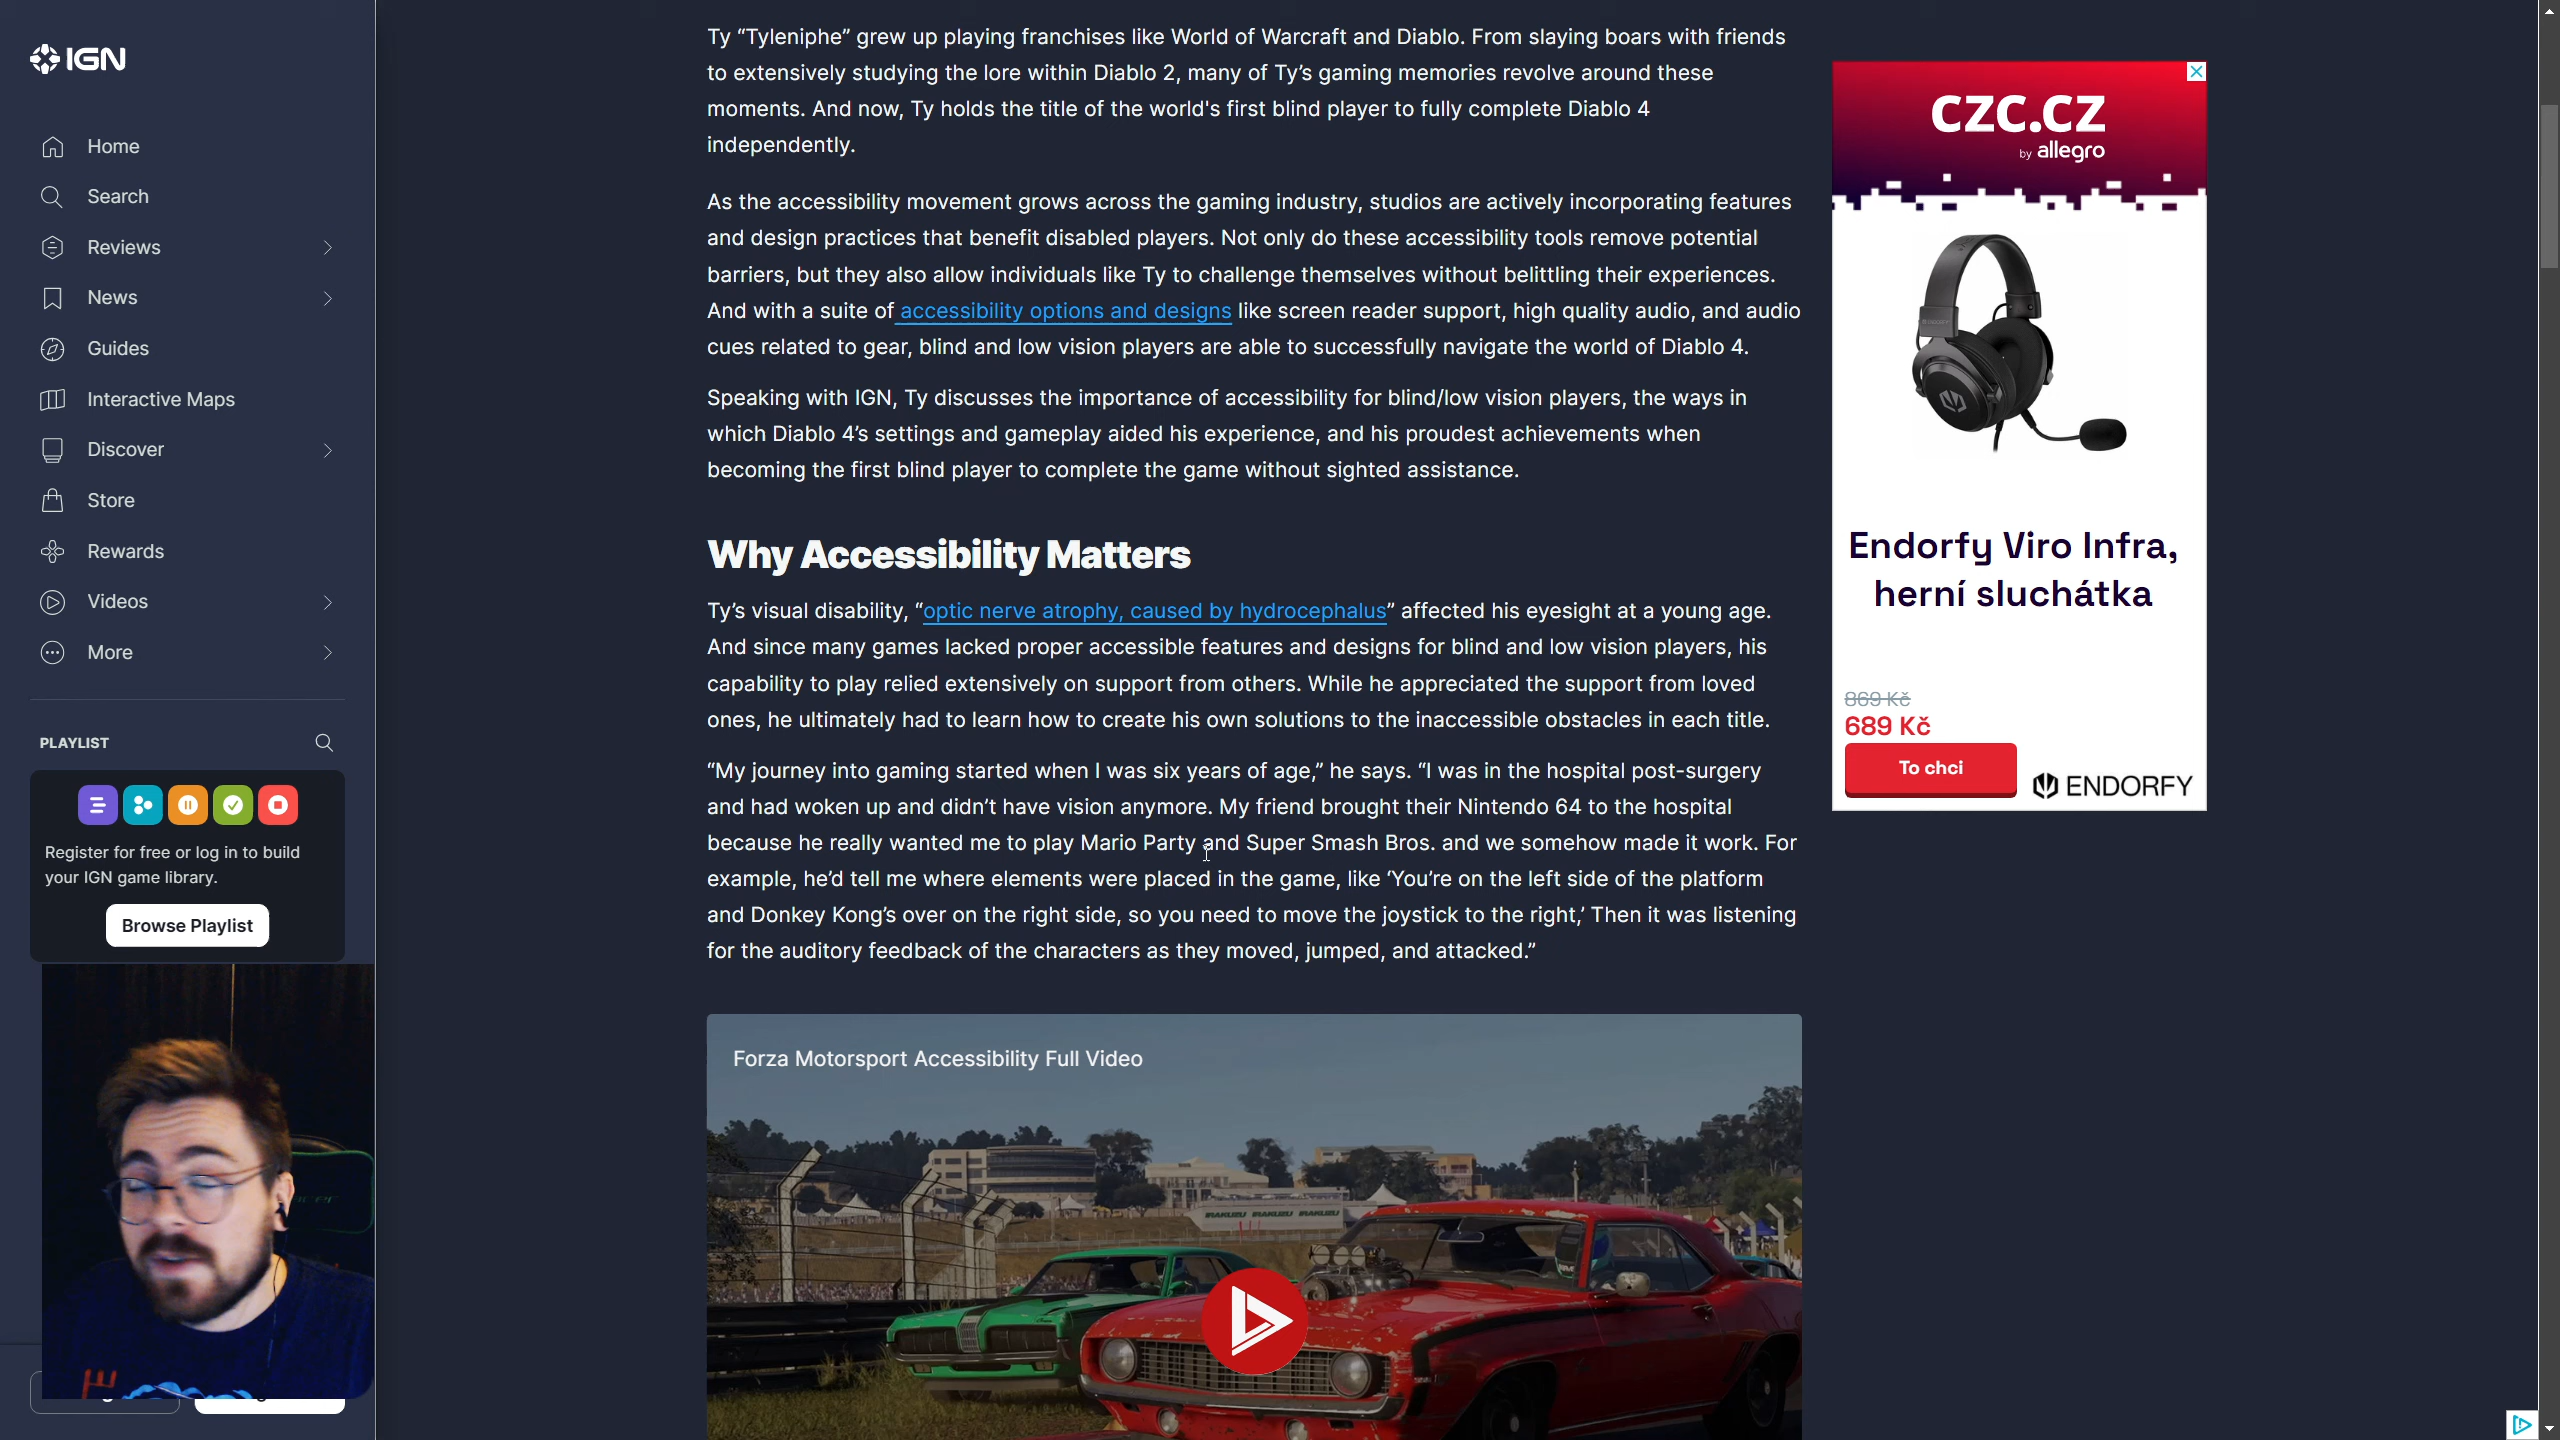 IGN
Home
Search
Reviews
News
Guides
Interactive Maps
Discover
Store
Rewards
Videos
More
PLAYLIST
Register for free or log in to build
your IGN game library.
Browse Playlist
Ty “Tyleniphe” grew up playing franchises like World of Warcraft and Diablo. From slaying boars with friends
to extensively studying the lore within Diablo 2, many of Ty’s gaming memories revolve around these
moments. And now, Ty holds the title of the world's first blind player to fully complete Diablo 4
independently.
As the accessibility movement grows across the gaming industry, studios are actively incorporating features
and design practices that benefit disabled players. Not only do these accessibility tools remove potential
barriers, but they also allow individuals like Ty to challenge themselves without belittling their experiences.
And with a suite of accessibility options and designs like screen reader support, high quality audio, and audio
cues related to gear, blind and low vision players are able to successfully navigate the world of Diablo 4.
Speaking with IGN, Ty discusses the importance of accessibility for blind/low vision players, the ways in
which Diablo 4’s settings and gameplay aided his experience, and his proudest achievements when
becoming the first blind player to complete the game without sighted assistance.
Why Accessibility Matters
Ty’s visual disability, “optic nerve atrophy, caused by hydrocephalus” affected his eyesight at a young age.
And since many games lacked proper accessible features and designs for blind and low vision players, his
capability to play relied extensively on support from others. While he appreciated the support from loved
ones, he ultimately had to learn how to create his own solutions to the inaccessible obstacles in each title.
“My journey into gaming started when I was six years of age,” he says. “I was in the hospital post-surgery
and had woken up and didn’t have vision anymore. My friend brought their Nintendo 64 to the hospital
because he really wanted me to play Mario Party and Super Smash Bros. and we somehow made it work. For
example, he’d tell me where elements were placed in the game, like ‘You’re on the left side of the platform
and Donkey Kong’s over on the right side, so you need to move the joystick to the right,’ Then it was listening
for the auditory feedback of the characters as they moved, jumped, and attacked.”
Forza Motorsport Accessibility Full Video
CZC.CZ
by allegro
Endorfy Viro Infra,
herní sluchátka
869 Kč
689 Kč
To chci
ENDORFY